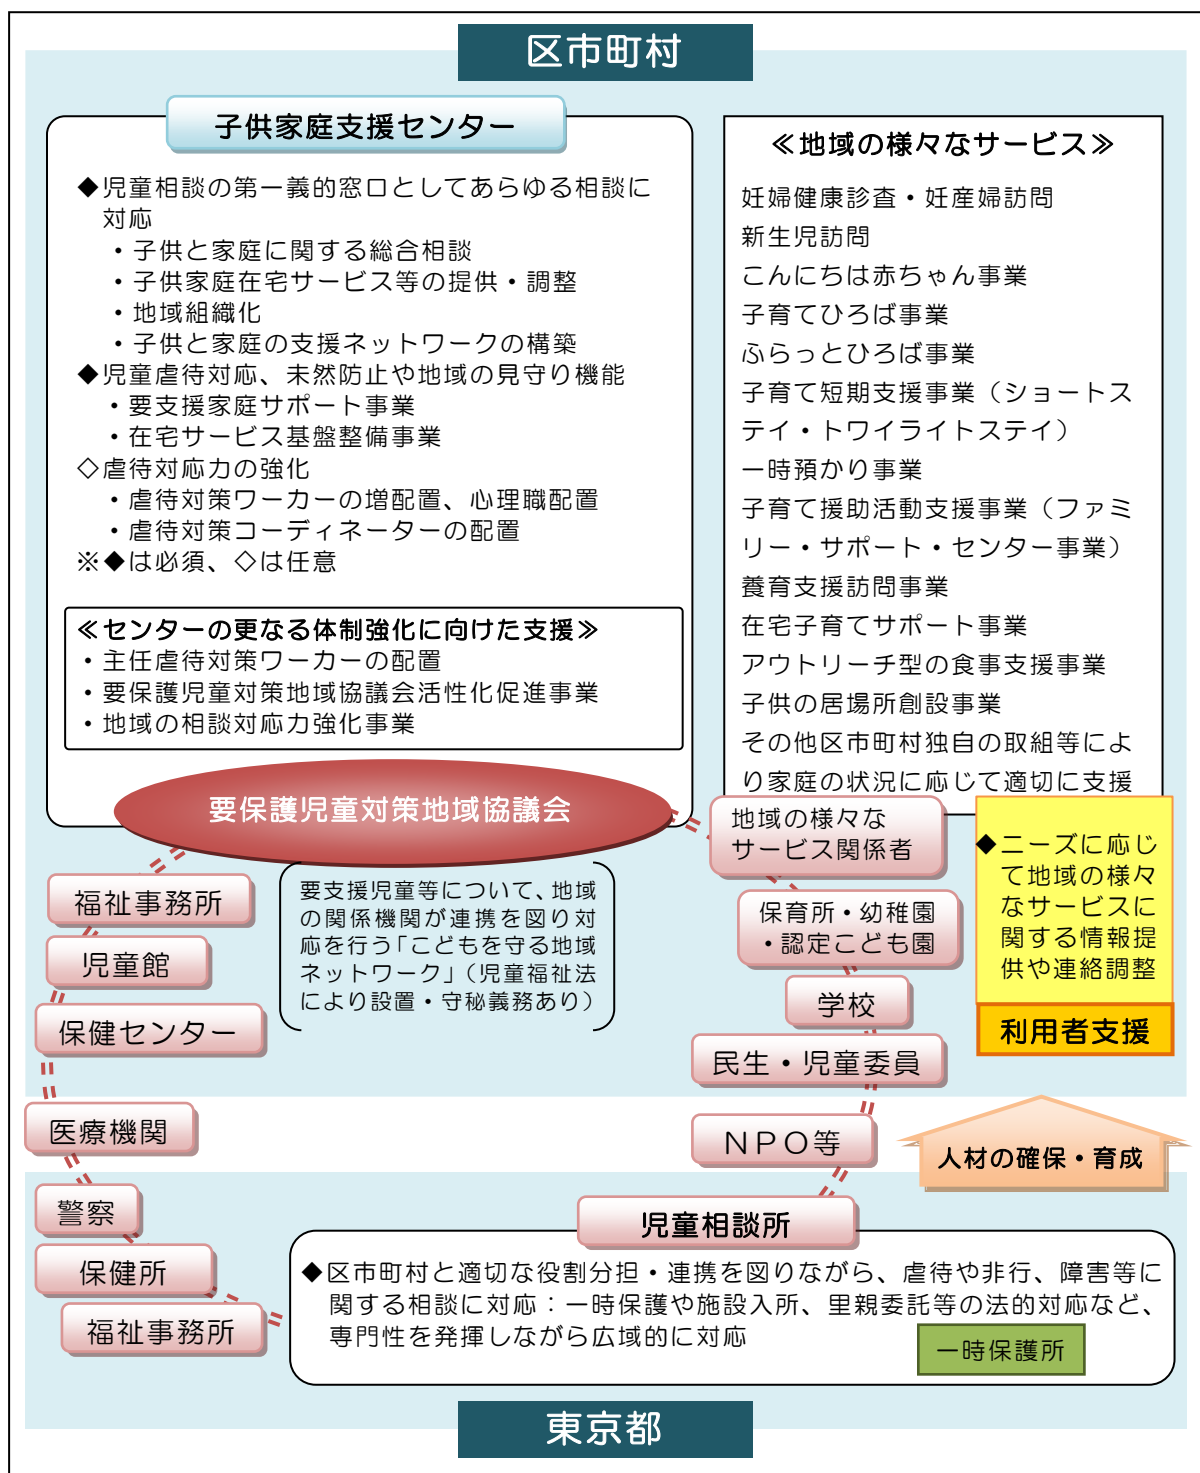 区市町村
子供家庭支援センター
◆児童相談の第一義的窓口としてあらゆる相談に
対応
・子供と家庭に関する総合相談
・子供家庭在宅サービス等の提供・調整
・地域組織化
・子供と家庭の支援ネットワークの構築
◆児童虐待対応、未然防止や地域の見守り機能
・要支援家庭サポート事業
・在宅サービス基盤整備事業
◇虐待対応力の強化
・虐待対策ワーカーの増配置、心理職配置
・虐待対策コーディネーターの配置
※◆は必須、◇は任意
≪センターの更なる体制強化に向けた支援≫
・主任虐待対策ワーカーの配置
・要保護児童対策地域協議会活性化促進事業
・地域の相談対応力強化事業
≪地域の様々なサービス≫
妊婦健康診査・妊産婦訪問
新生児訪問
こんにちは赤ちゃん事業
子育てひろば事業
ふらっとひろば事業
子育て短期支援事業（ショートス
テイ・トワイライトステイ）
一時預かり事業
子育て援助活動支援事業（ファミ
リー・サポート・センター事業）
養育支援訪問事業
在宅子育てサポート事業
アウトリーチ型の食事支援事業
子供の居場所創設事業
その他区市町村独自の取組等によ
り家庭の状況に応じて適切に支援
要保護児童対策地域協議会
要支援児童等について、地域
の関係機関が連携を図り対
応を行う「こどもを守る地域
ネットワーク」（児童福祉法
により設置・守秘義務あり）
福祉事務所
児童館
保健センター
医療機関
警察
保健所
福祉事務所
地域の様々な
サービス関係者
保育所・幼稚園
・認定こども園
学校
民生・児童委員
ＮＰＯ等
◆ニーズに応じ
て地域の様々
なサービスに
関する情報提
供や連絡調整
利用者支援
人材の確保・育成
児童相談所
◆区市町村と適切な役割分担・連携を図りながら、虐待や非行、障害等に
関する相談に対応：一時保護や施設入所、里親委託等の法的対応など、
専門性を発揮しながら広域的に対応
一時保護所
東京都